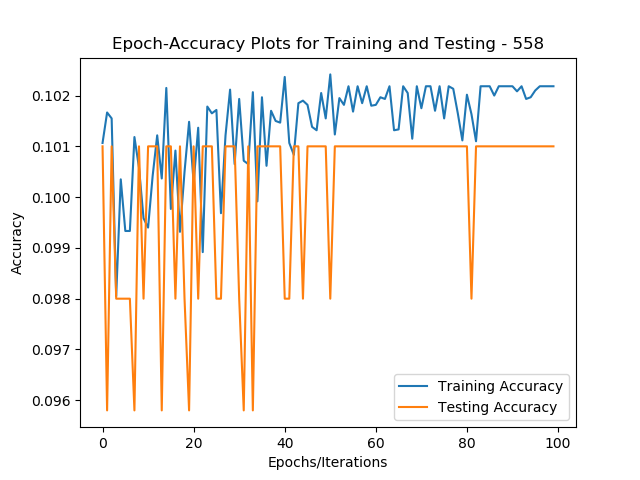 Epoch-Accuracy Plots for Training and Testing - 558
Accuracy
0.102
0.101
0.100
0.099
0.098
0.097
0.096
0
20
40
60
80
100
Epochs/Iterations
Training Accuracy
Testing Accuracy